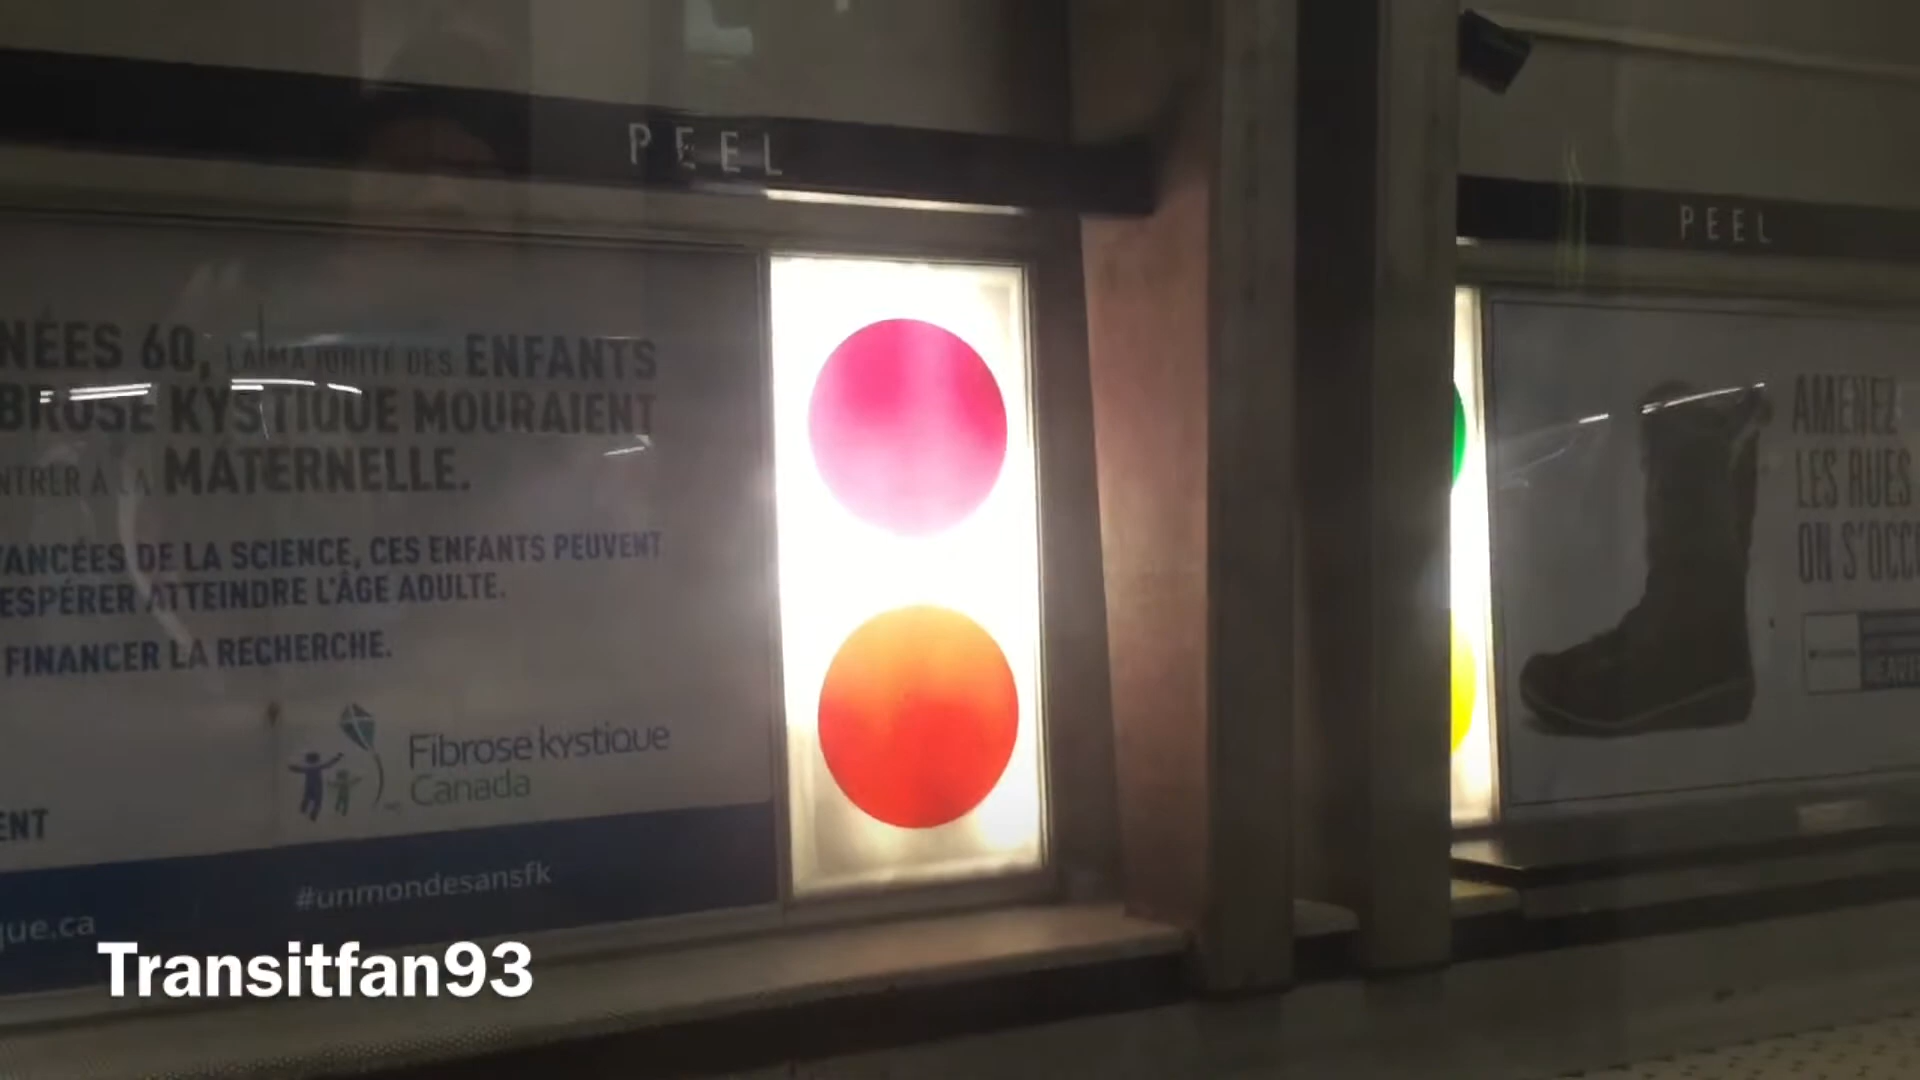 PEEL
PEEL
NÉES 60, LA MAJORITÉ DES ENFANTS
BROSE KYSTIQUE MOURAIENT
NTRER À LA MATERNELLE.
VANCÉES DE LA SCIENCE, CES ENFANTS PEUVENT
ESPÉRER ATTEINDRE L'ÂGE ADULTE.
FINANCER LA RECHERCHE.
Fibrose kystique
Canada
ENT
#unmondesansfk
que.ca
AMENEZ
LES RUES
ON S'OCC
Transitfan93